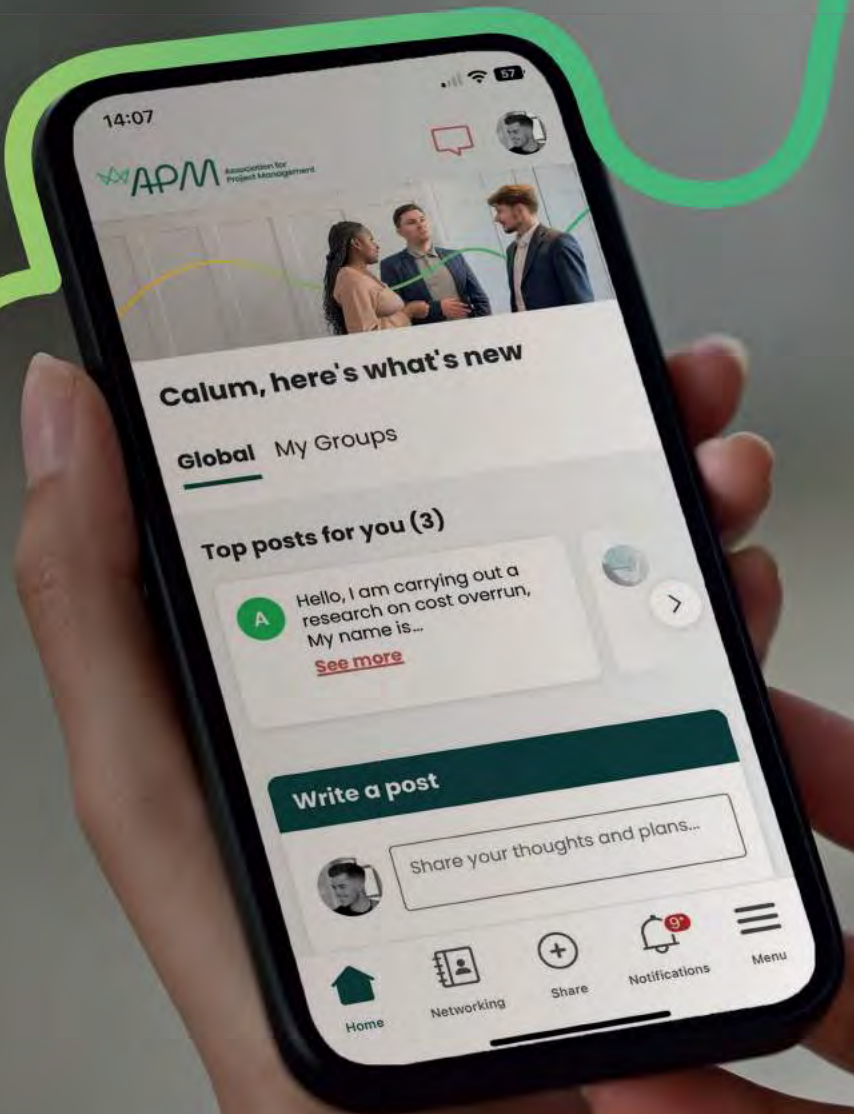 14:07
57
APM Association for
Project Management
Calum, here's what's new
Global My Groups
Top posts for you (3)
A
Hello, I am carrying out a
research on cost overrun,
My name is...
See more
Write a post
Share your thoughts and plans...
9+
Home Networking Share Notifications Menu